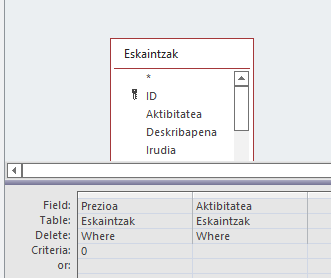 Eskaintzak
*
ID
Aktibitatea
Deskribapena
Irudia
Field: Prezioa Aktibitatea
Table: Eskaintzak Eskaintzak
Delete: Where Where
Criteria: 0
or: